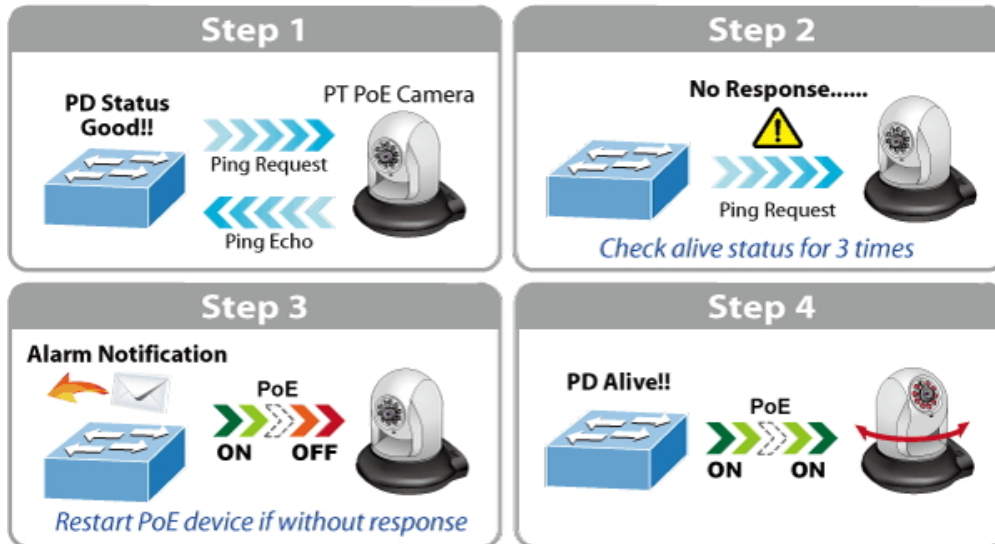 Step 1
PD Status
Good!!
PT PoE Camera
Ping Request
Ping Echo
Step 2
No Response......
Ping Request
Check alive status for 3 times
Step 3
Alarm Notification
PoE
ON OFF
Restart PoE device if without response
Step 4
PD Alive!!
PoE
ON ON